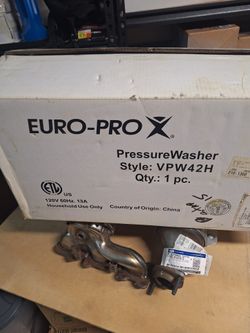 EURO-PRO X
PressureWasher
Style: VPW42H
Qty.: 1 pc.
ETL
US
120V 60HZ. 13A
Household Use Only
Country of Origin: China